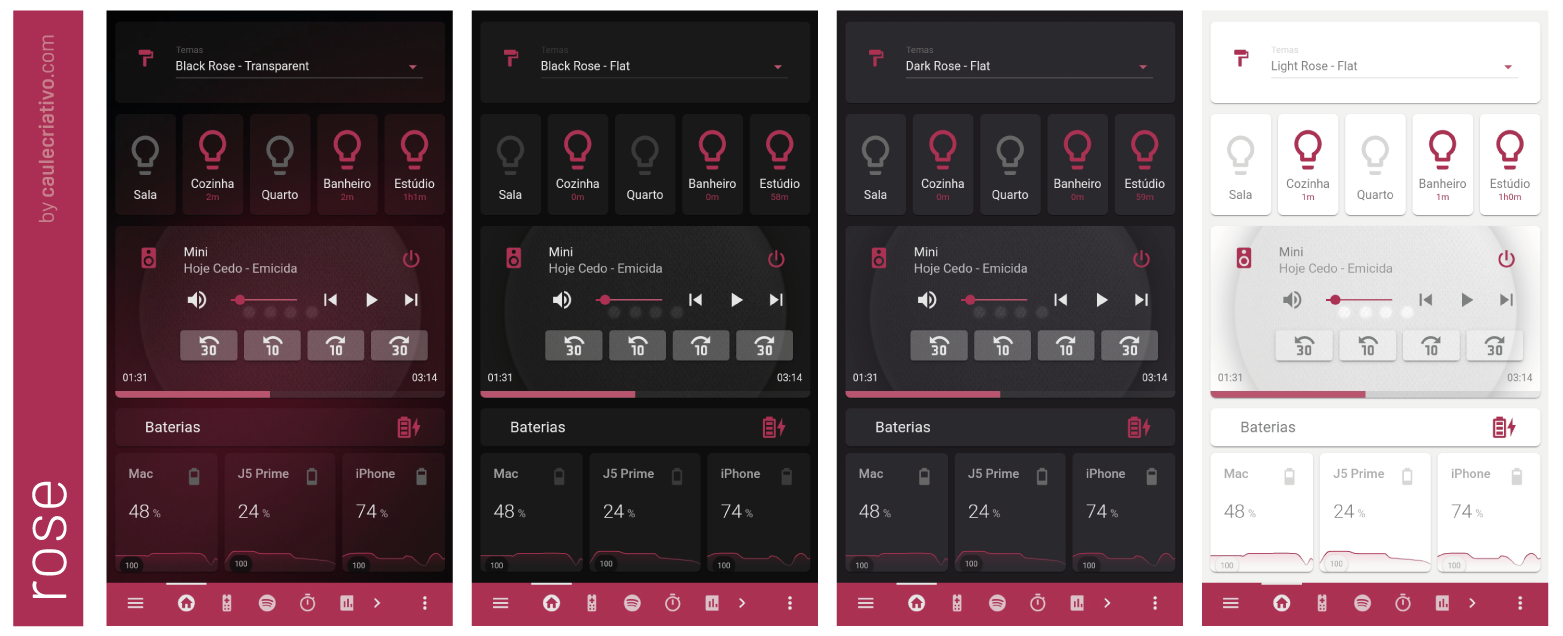 rose
by caulecriativo.com
Temas
Black Rose - Transparent
Sala
Cozinha
2m
Quarto
Banheiro
2m
Estúdio
1h1m
Mini
Hoje Cedo - Emicida
30
10
10
30
01:31
03:14
Baterias
Mac
48 %
100
J5 Prime
24 %
100
iPhone
74 %
100
Temas
Black Rose - Flat
Sala
Cozinha
0m
Quarto
Banheiro
0m
Estúdio
58m
Mini
Hoje Cedo - Emicida
30
10
10
30
01:31
03:14
Baterias
Mac
48 %
100
J5 Prime
24 %
100
iPhone
74 %
100
Temas
Dark Rose - Flat
Sala
Cozinha
0m
Quarto
Banheiro
0m
Estúdio
59m
Mini
Hoje Cedo - Emicida
30
10
10
30
01:31
03:14
Baterias
Mac
48 %
100
J5 Prime
24 %
100
iPhone
74 %
100
Temas
Light Rose - Flat
Sala
Cozinha
1m
Quarto
Banheiro
1m
Estúdio
1h0m
Mini
Hoje Cedo - Emicida
30
10
10
30
01:31
03:14
Baterias
Mac
48 %
100
J5 Prime
24 %
100
iPhone
74 %
100